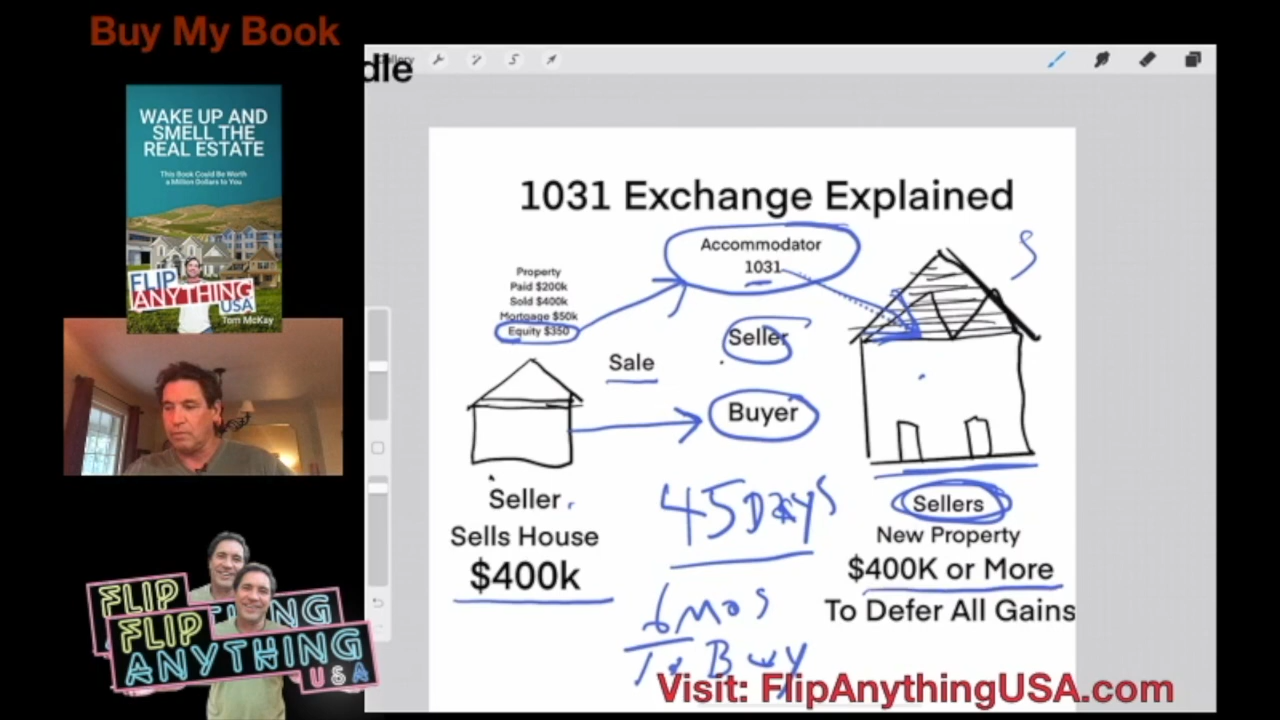 Buy My Book
WAKE UP AND
SMELL THE
REAL ESTATE
This Book Could Be Worth
a Million Dollars to You
FLIP
ANYTHING
USA
Tom McKay
dle
1031 Exchange Explained
Accommodator
1031
Property
Paid $200k
Sold $400k
Mortgage $50k
Equity $350
Seller
Sale
Buyer
S
Seller
Sells House
$400k
45 DAYS
6 MOS
To Buy
Sellers
New Property
$400K or More
To Defer All Gains
FLIP
THING
FLIP
ANYTHING
USA
Visit: FlipAnythingUSA.com